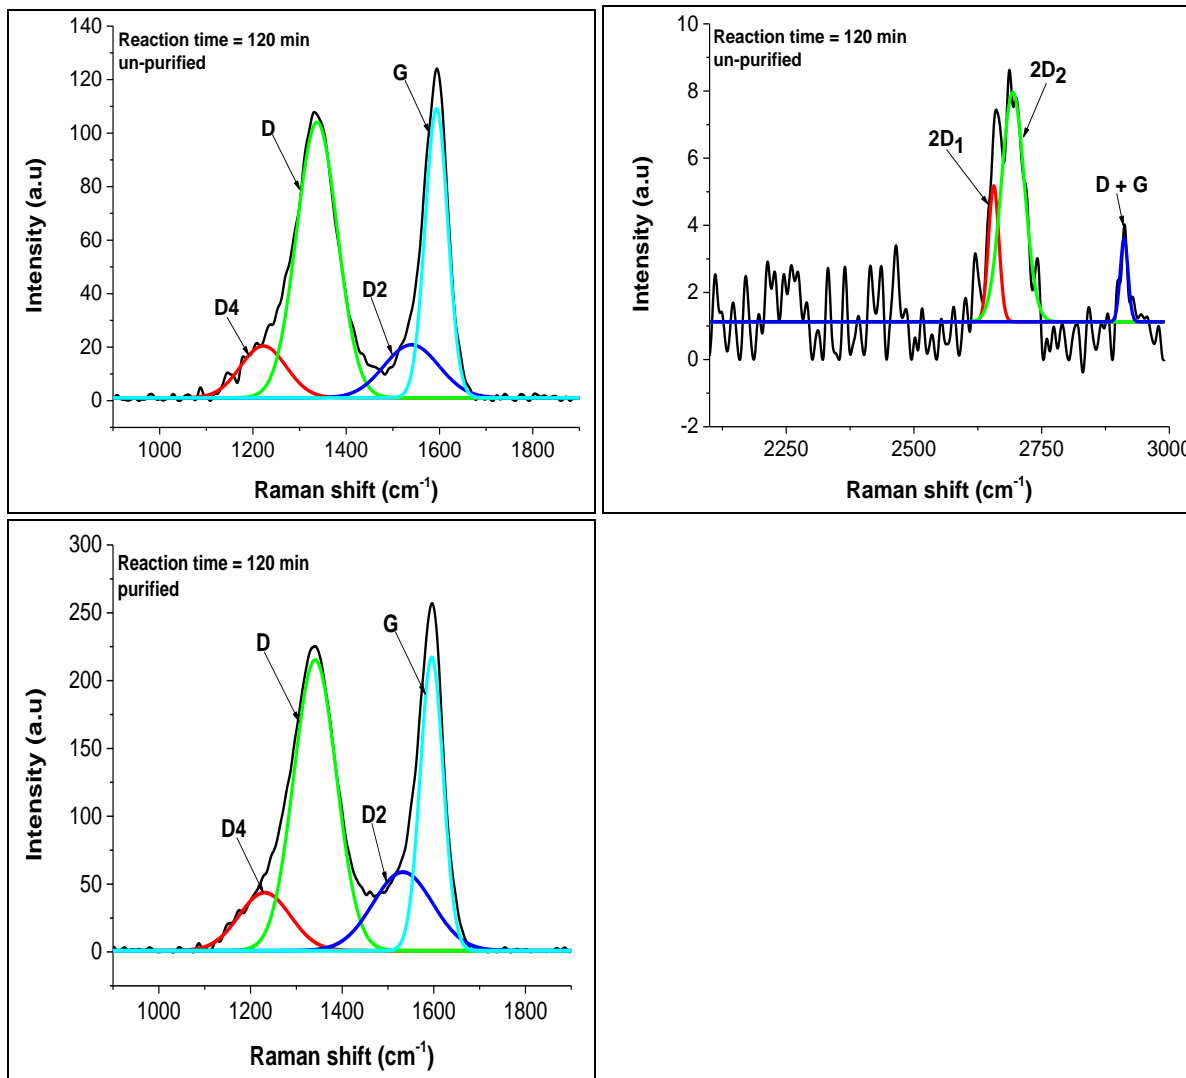 Reaction time = 120 min
un-purified
140
120
100
80
60
40
20
0
Intensity (a.u)
D4
D
D2
G
1000 1200 1400 1600 1800
Raman shift (cm-1)
Reaction time = 120 min
un-purified
10
8
6
4
2
0
-2
Intensity (a.u)
2D1
2D2
D + G
2250 2500 2750 3000
Raman shift (cm-1)
Reaction time = 120 min
purified
300
250
200
150
100
50
0
Intensity (a.u)
D4
D
D2
G
1000 1200 1400 1600 1800
Raman shift (cm-1)